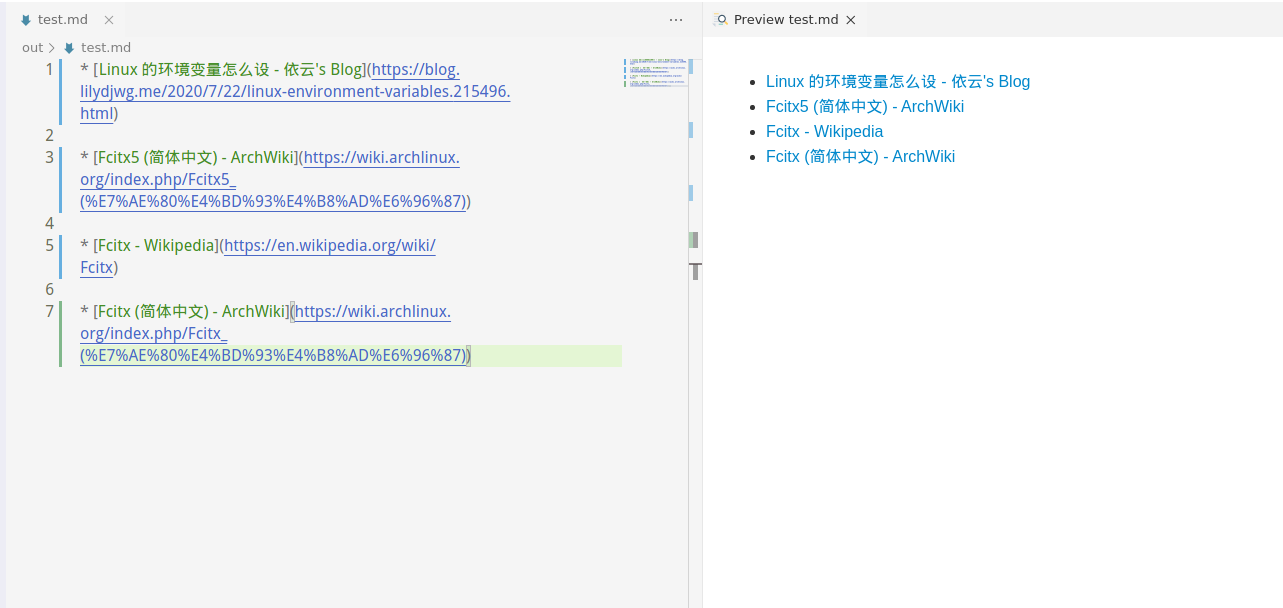 test.md
out > test.md
1 * [Linux 的环境变量怎么设 - 依云's Blog](https://blog.
lilydjwg.me/2020/7/22/linux-environment-variables.215496.
html)
2
3 * [Fcitx5 (简体中文) - ArchWiki](https://wiki.archlinux.
org/index.php/Fcitx5_
(%E7%AE%80%E4%BD%93%E4%B8%AD%E6%96%87))
4
5 * [Fcitx - Wikipedia](https://en.wikipedia.org/wiki/
Fcitx)
6
7 * [Fcitx (简体中文) - ArchWiki](https://wiki.archlinux.
org/index.php/Fcitx_
(%E7%AE%80%E4%BD%93%E4%B8%AD%E6%96%87))
Preview test.md
• Linux 的环境变量怎么设 - 依云's Blog
• Fcitx5 (简体中文) - ArchWiki
• Fcitx - Wikipedia
• Fcitx (简体中文) - ArchWiki